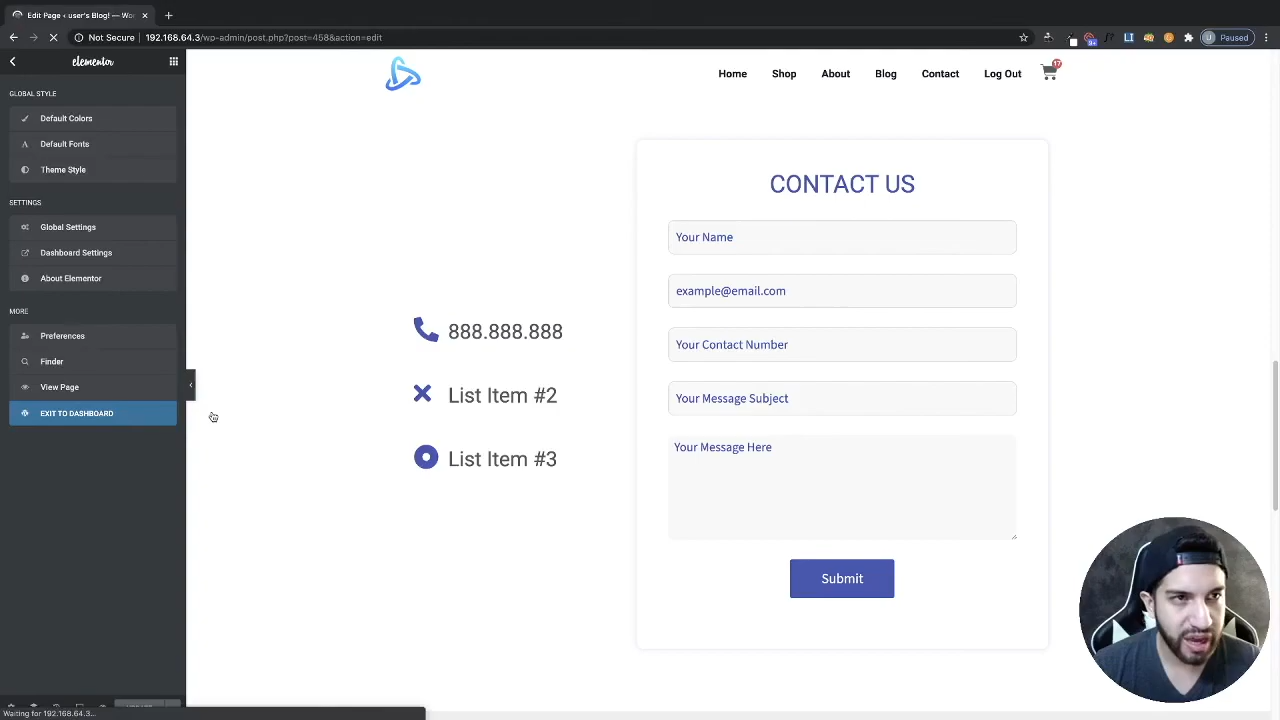 Edit Page ‹ user's Blog! — Wor
Not Secure
192.168.64.3/wp-admin/post.php?post=458&action=edit
9+
Paused
elementor
GLOBAL STYLE
Default Colors
Default Fonts
Theme Style
SETTINGS
Global Settings
Dashboard Settings
About Elementor
MORE
Preferences
Finder
View Page
EXIT TO DASHBOARD
Waiting for 192.168.64.3...
Home
Shop
About
Blog
Contact
Log Out
17
888.888.888
List Item #2
List Item #3
CONTACT US
Your Name
example@email.com
Your Contact Number
Your Message Subject
Your Message Here
Submit